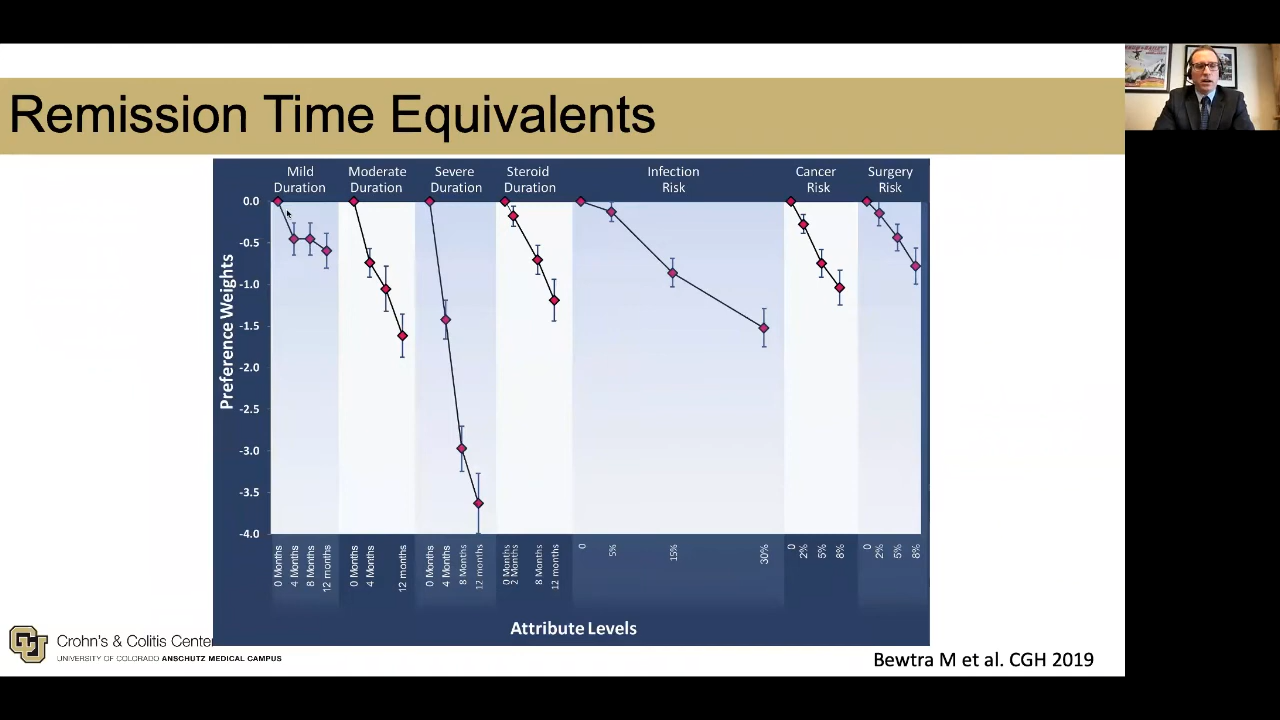 Remission Time Equivalents
Mild Duration
Moderate Duration
Severe Duration
Steroid Duration
Infection Risk
Cancer Risk
Surgery Risk
Preference Weights
0.0
-0.5
-1.0
-1.5
-2.0
-2.5
-3.0
-3.5
-4.0
0 Months
4 Months
8 Months
12 months
0 Months
4 Months
12 months
0 Months
4 Months
8 Months
12 months
0 Months
2 Months
8 Months
12 months
0
5%
15%
30%
0
2%
5%
8%
0
2%
5%
8%
Attribute Levels
CU
Crohn's & Colitis Center
UNIVERSITY OF COLORADO ANSCHUTZ MEDICAL CAMPUS
Bewtra M et al. CGH 2019